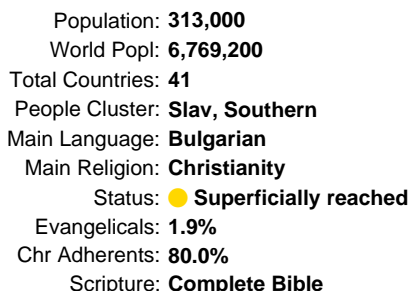 Population: 313,000
World Popl: 6,769,200
Total Countries: 41
People Cluster: Slav, Southern
Main Language: Bulgarian
Main Religion: Christianity
Status: Superficially reached
Evangelicals: 1.9%
Chr Adherents: 80.0%
Scripture: Complete Bible